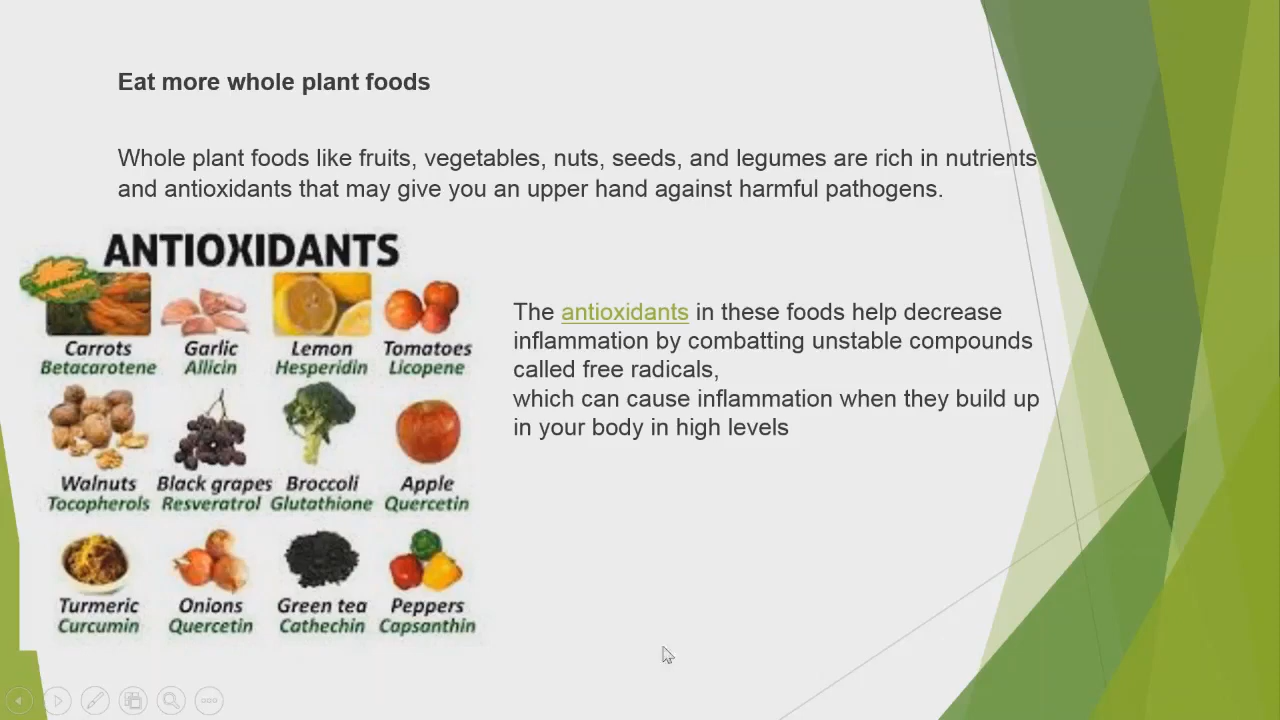 Eat more whole plant foods
Whole plant foods like fruits, vegetables, nuts, seeds, and legumes are rich in nutrients
and antioxidants that may give you an upper hand against harmful pathogens.
ANTIOXIDANTS
Carrots Garlic Lemon Tomatoes
Betacarotene Allicin Hesperidin Licopene
Walnuts Black grapes Broccoli Apple
Tocopherols Resveratrol Glutathione Quercetin
Turmeric Onions Green tea Peppers
Curcumin Quercetin Cathechin Capsanthin
The antioxidants in these foods help decrease
inflammation by combatting unstable compounds
called free radicals,
which can cause inflammation when they build up
in your body in high levels